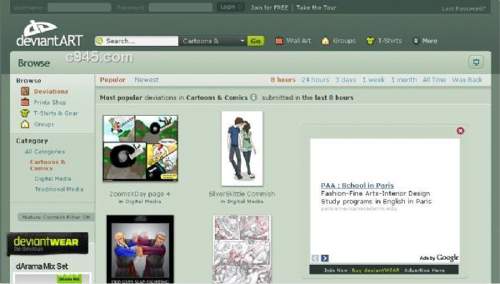 Username:
Password:
LOGIN
Join for FREE | Take the Tour
Lost Password?
deviantART
Search...
Cartoons &
Go
Wall Art
Groups
T-Shirts
More
c945.com
Browse
Browse
Deviations
Prints Shop
T-Shirts & Gear
Groups
Category
All Categories
Cartoons & Comics
Digital Media
Traditional Media
Mature Content Filter: On
deviantWEAR
dArama Mix Set
Popular Newest
8 hours 24 hours 3 days 1 week 1 month All Time Was Back
Most popular deviations in Cartoons & Comics submitted in the last 8 hours
ZoomsXDay page 4
in Digital Media
SilverSkittle Commish
in Digital Media
PAA : School in Paris
Fashion-Fine Arts-Interior Design
Study programs in English in Paris
Ads by Google
Join Now Buy deviantWEAR Advertise Here